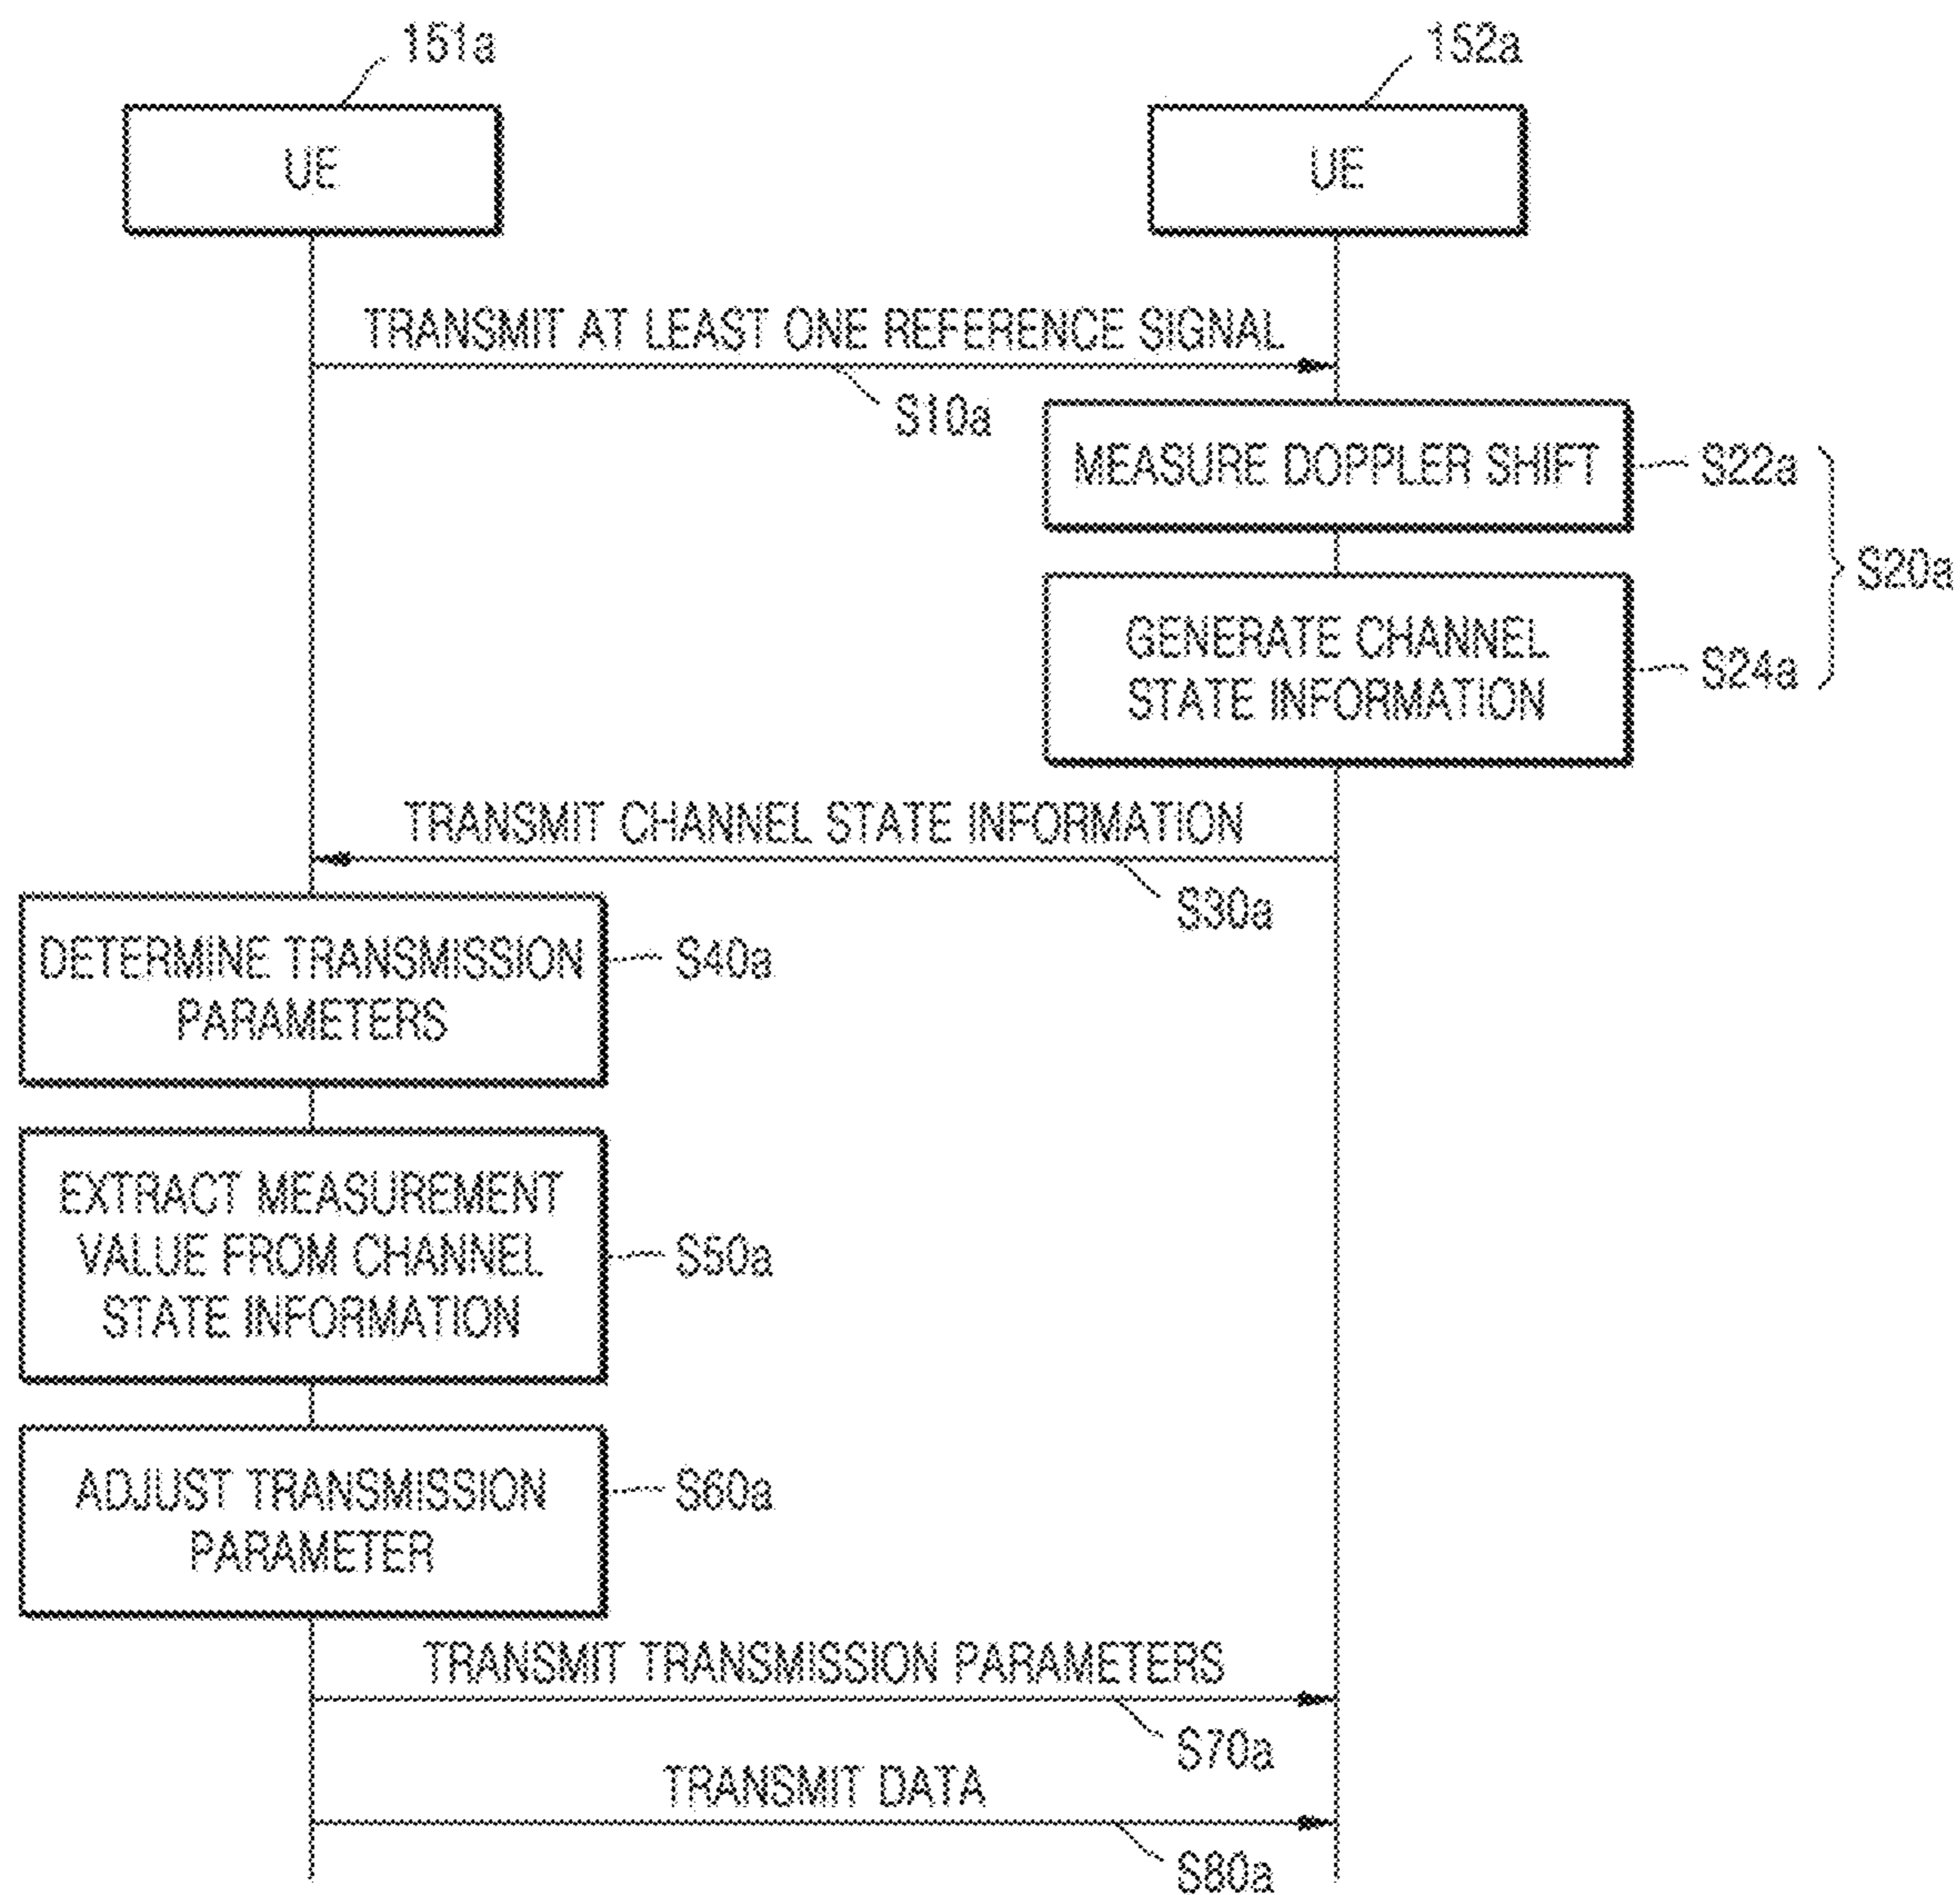 151a
152a
UE
UE
TRANSMIT AT LEAST ONE REFERENCE SIGNAL
S10a
MEASURE DOPPLER SHIFT
S22a
S20a
GENERATE CHANNEL
STATE INFORMATION
S24a
TRANSMIT CHANNEL STATE INFORMATION
S30a
DETERMINE TRANSMISSION
PARAMETERS
S40a
EXTRACT MEASUREMENT
VALUE FROM CHANNEL
STATE INFORMATION
S50a
ADJUST TRANSMISSION
PARAMETER
S60a
TRANSMIT TRANSMISSION PARAMETERS
S70a
TRANSMIT DATA
S80a